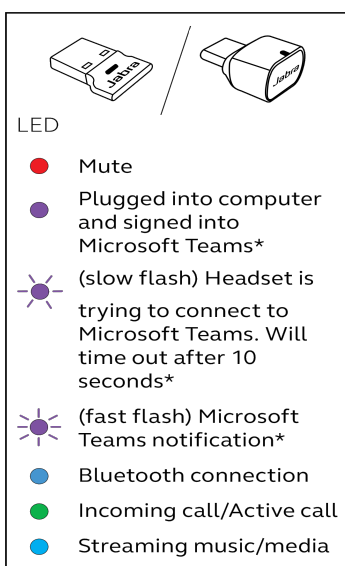 Jabra
Jabra
LED
Mute
Plugged into computer
and signed into
Microsoft Teams*
(slow flash) Headset is
trying to connect to
Microsoft Teams. Will
time out after 10
seconds*
(fast flash) Microsoft
Teams notification*
Bluetooth connection
Incoming call/Active call
Streaming music/media